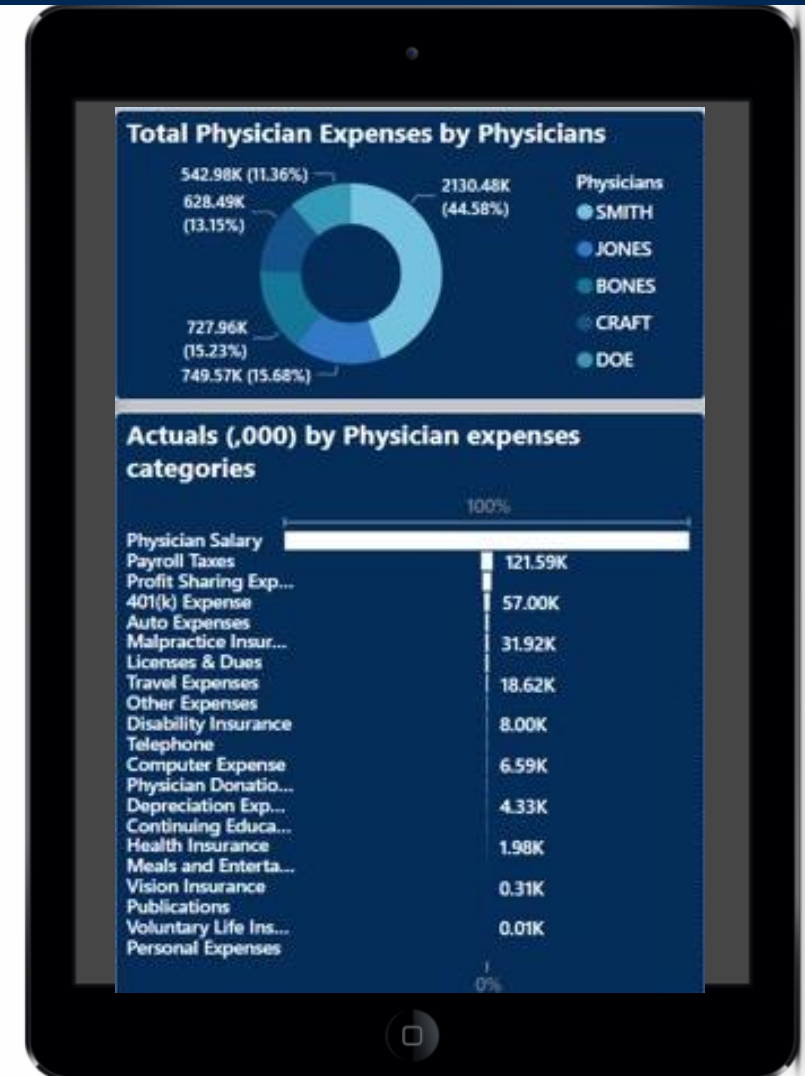 Total Physician Expenses by Physicians
542.98K (11.36%)
628.49K
(13.15%)
727.96K
(15.23%)
749.57K (15.68%)
2130.48K
(44.58%)
Physicians
SMITH
JONES
BONES
CRAFT
DOE
Actuals (,000) by Physician expenses
categories
100%
Physician Salary
Payroll Taxes 121.59K
Profit Sharing Exp...
401(k) Expense 57.00K
Auto Expenses
Malpractice Insur... 31.92K
Licenses & Dues
Travel Expenses 18.62K
Other Expenses
Disability Insurance 8.00K
Telephone
Computer Expense 6.59K
Physician Donatio...
Depreciation Exp... 4.33K
Continuing Educa...
Health Insurance 1.98K
Meals and Enterta...
Vision Insurance 0.31K
Publications
Voluntary Life Ins... 0.01K
Personal Expenses
0%